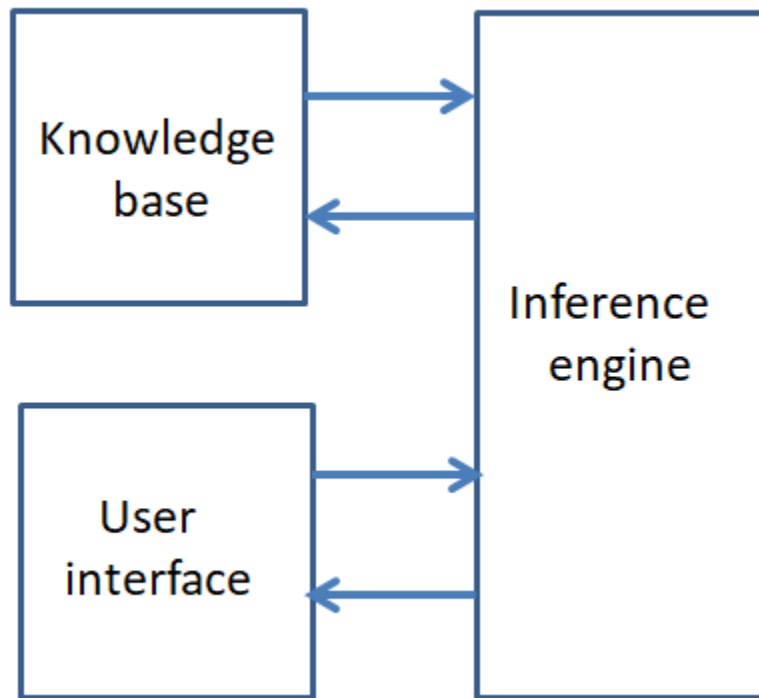 Knowledge
base
Inference
engine
User
interface